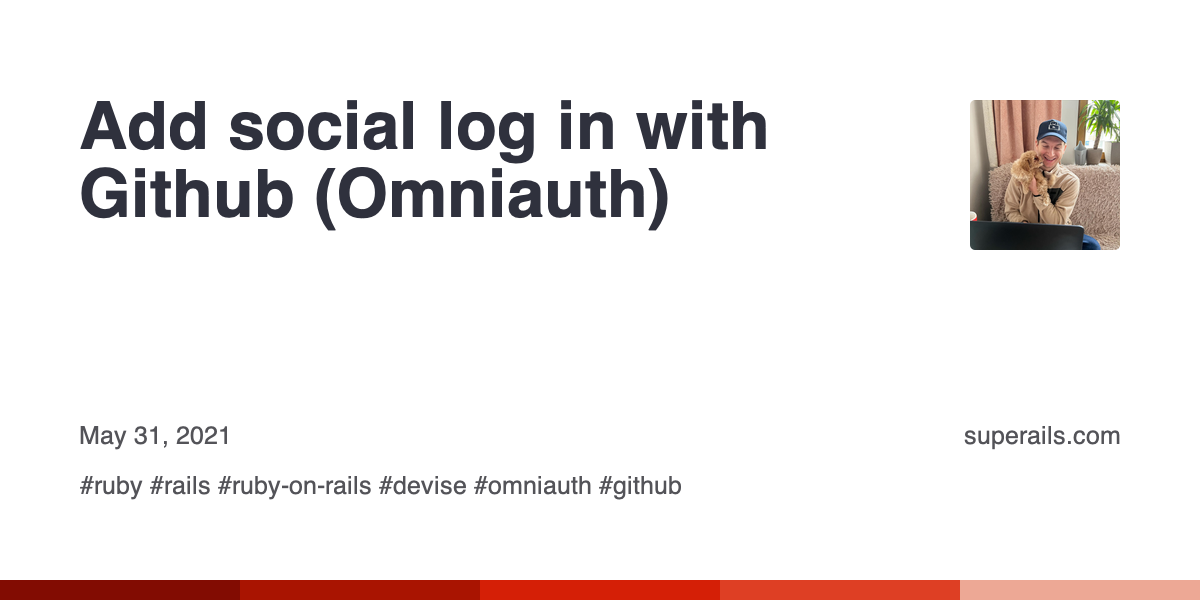 Add social log in with
Github (Omniauth)
May 31, 2021
superails.com
#ruby #rails #ruby-on-rails #devise #omniauth #github